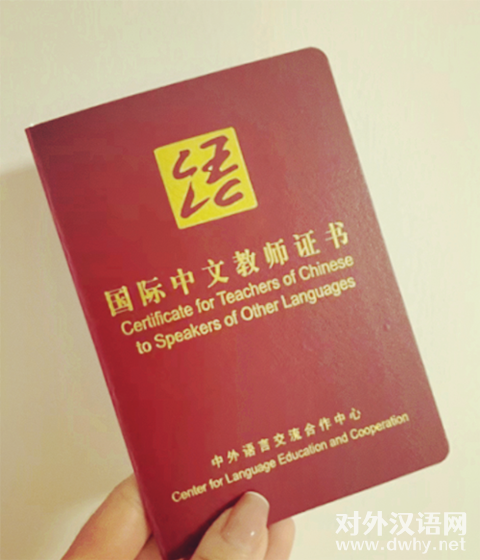 国际中文教师证书
Certificate for Teachers of Chinese
to Speakers of Other Languages
中外语言交流合作中心
Center for Language Education and Cooperation
对外汉语网
www.dwhy.net